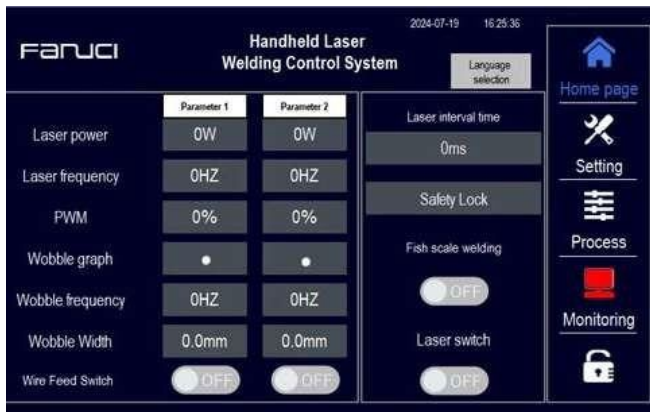 2024-07-19 16:25:36
Faruci
Handheld Laser
Welding Control System
Language
selection
Home page
Parameter 1 Parameter 2
Laser power 0W 0W
Laser frequency 0HZ 0HZ
PWM 0% 0%
Wobble graph
Wobble frequency 0HZ 0HZ
Wobble Width 0.0mm 0.0mm
Wire Feed Switch OFF OFF
Laser interval time
0ms
Safety Lock
Fish scale welding
OFF
Laser switch
OFF
Setting
Process
Monitoring